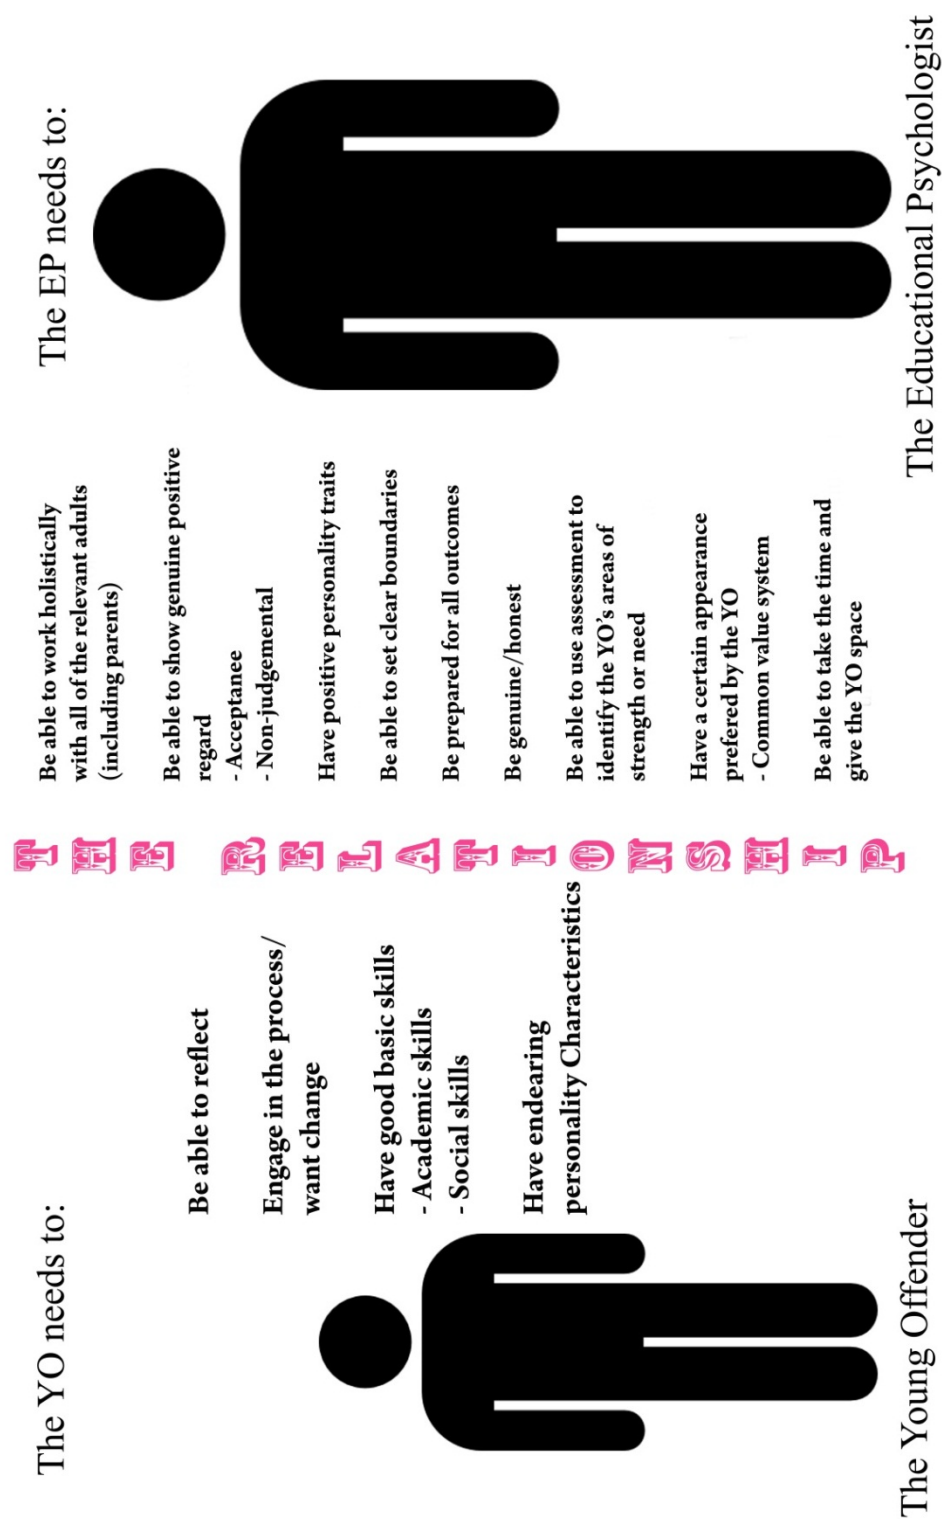 The YO needs to:
Be able to reflect
Engage in the process/
want change
Have good basic skills
- Academic skills
- Social skills
Have endearing
personality Characteristics
The Young Offender
THE RELATIONSHIP
The EP needs to:
Be able to work holistically
with all of the relevant adults
(including parents)
Be able to show genuine positive
regard
- Acceptanee
- Non-judgemental
Have positive personality traits
Be able to set clear boundaries
Be prepared for all outcomes
Be genuine/honest
Be able to use assessment to
identify the YO's areas of
strength or need
Have a certain appearance
prefered by the YO
- Common value system
Be able to take the time and
give the YO space
The Educational Psychologist